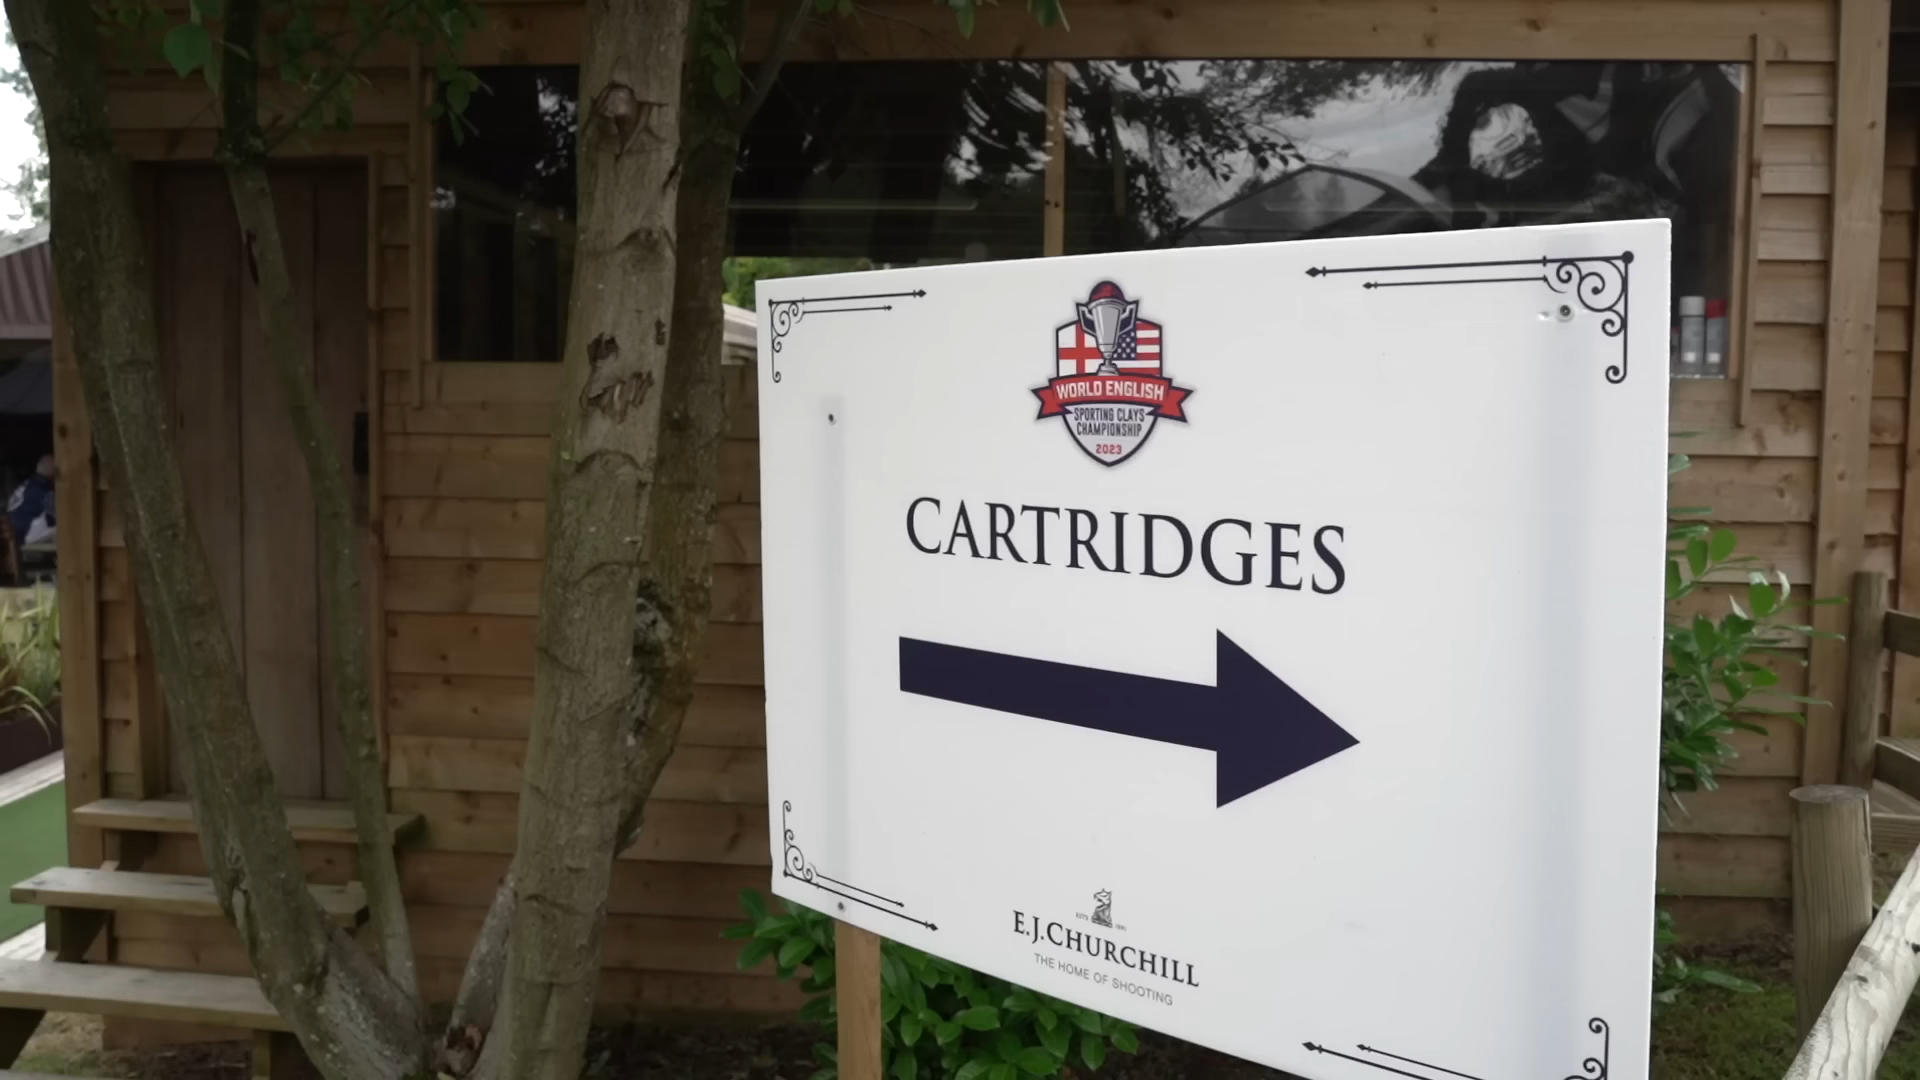 WORLD ENGLISH
SPORTING CLAYS
CHAMPIONSHIP
2023
CARTRIDGES
E.J.CHURCHILL
THE HOME OF SHOOTING